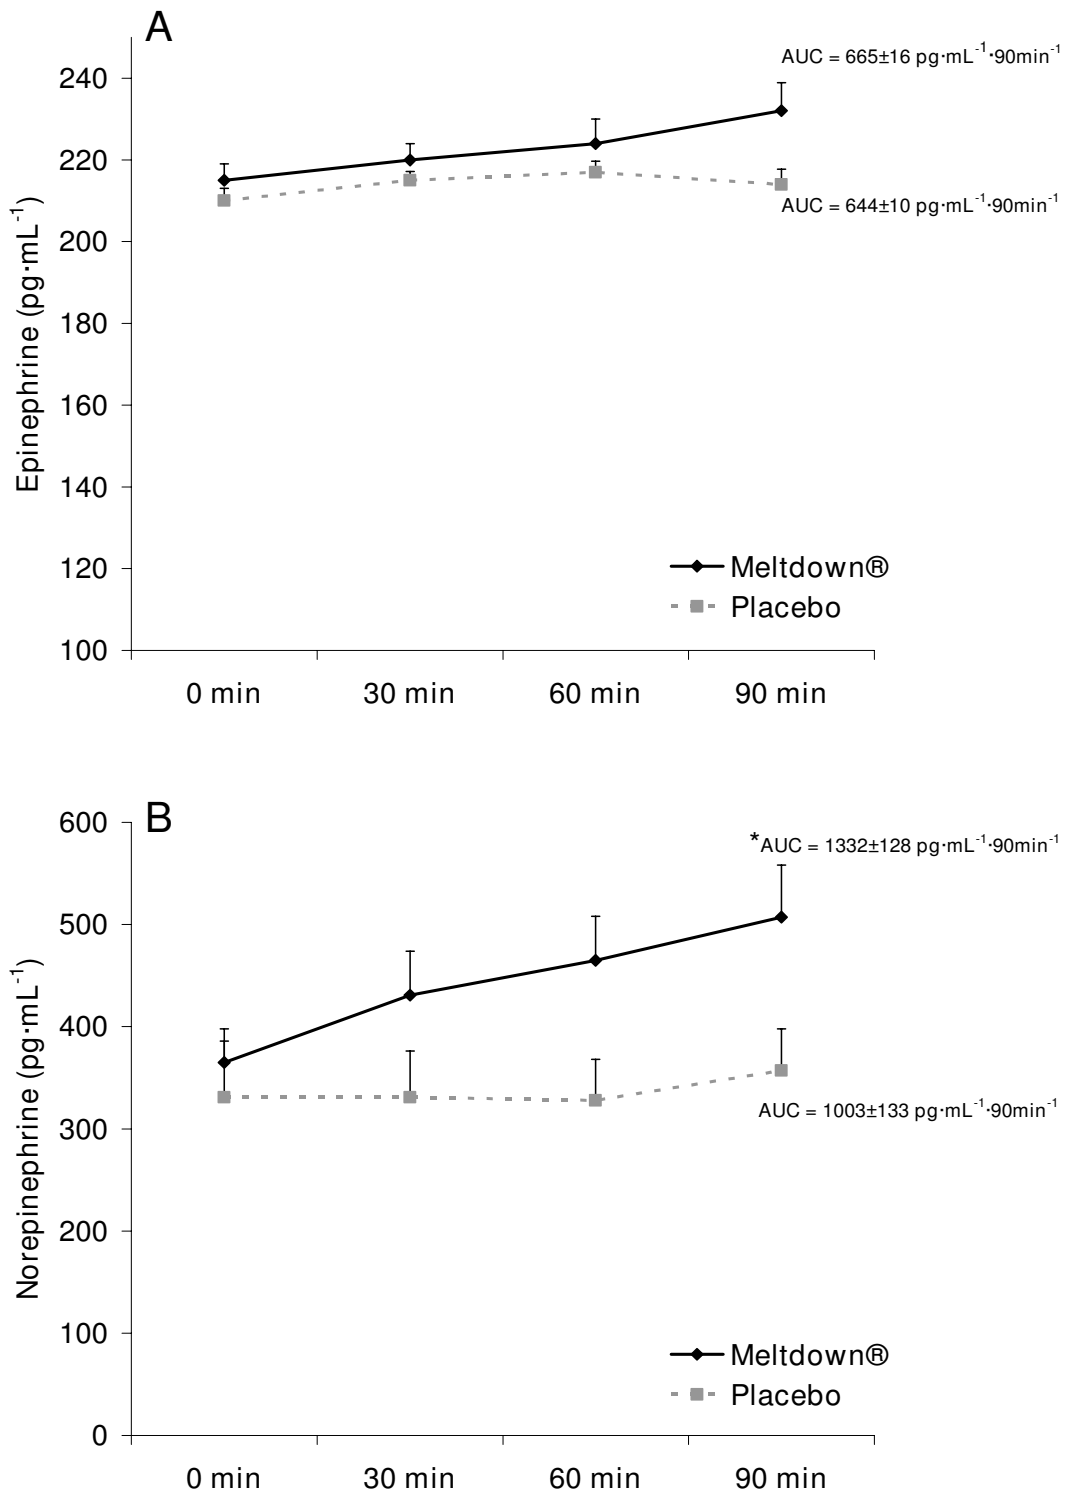 A
AUC = 665±16 pg·mL⁻¹·90min⁻¹
240
220
AUC = 644±10 pg·mL⁻¹·90min⁻¹
200
180
160
140
120
100
Epinephrine (pg·mL⁻¹)
Meltdown®
Placebo
0 min 30 min 60 min 90 min
B
600
*AUC = 1332±128 pg·mL⁻¹·90min⁻¹
500
400
AUC = 1003±133 pg·mL⁻¹·90min⁻¹
300
200
100
0
Norepinephrine (pg·mL⁻¹)
Meltdown®
Placebo
0 min 30 min 60 min 90 min